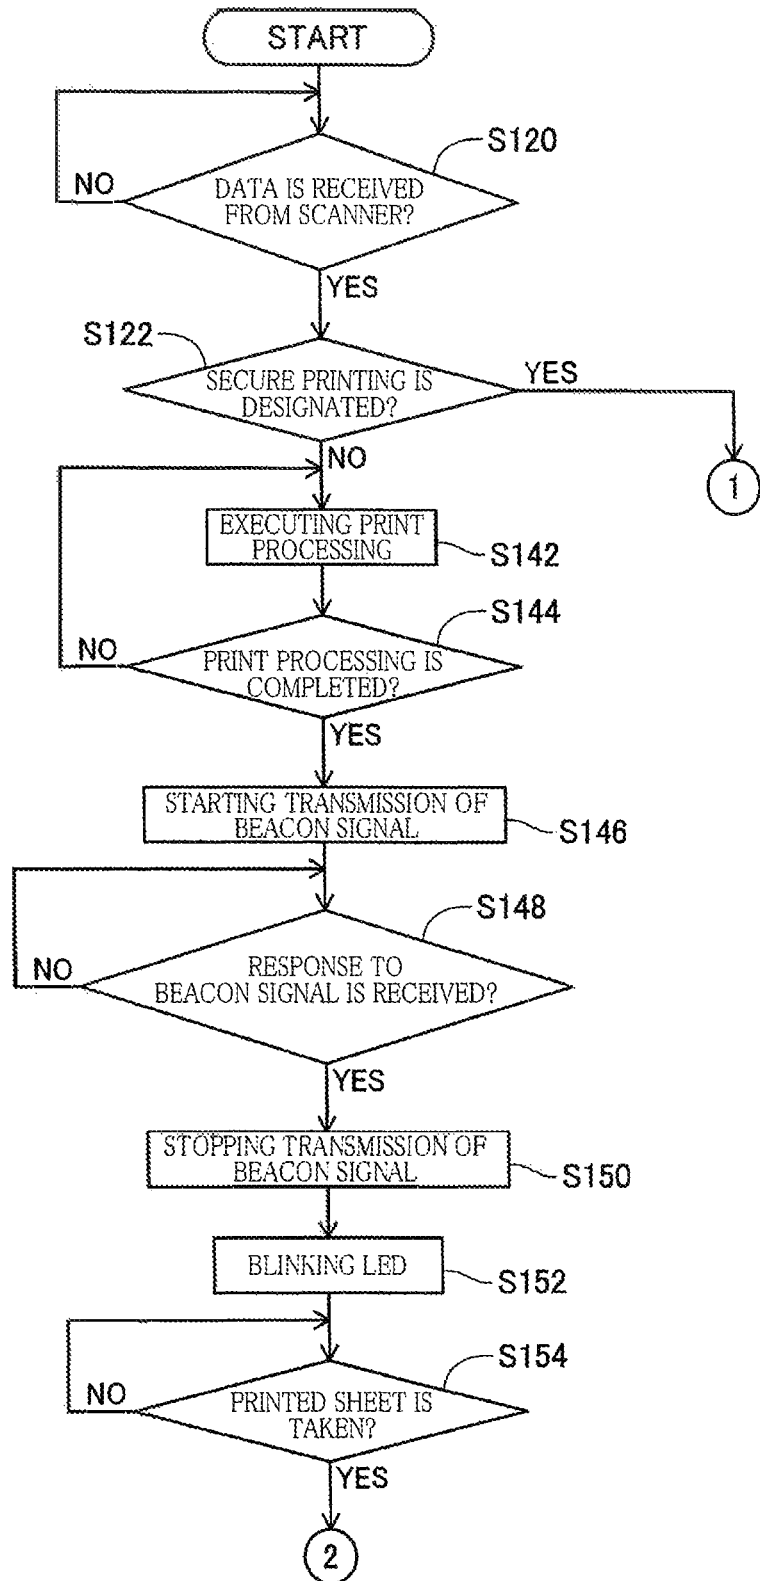 START
S120
NO
DATA IS RECEIVED
FROM SCANNER?
YES
S122
SECURE PRINTING IS
DESIGNATED?
YES
NO
1
EXECUTING PRINT
PROCESSING
S142
S144
NO
PRINT PROCESSING IS
COMPLETED?
YES
STARTING TRANSMISSION OF
BEACON SIGNAL
S146
S148
NO
RESPONSE TO
BEACON SIGNAL IS RECEIVED?
YES
STOPPING TRANSMISSION OF
BEACON SIGNAL
S150
BLINKING LED
S152
S154
NO
PRINTED SHEET IS
TAKEN?
YES
2